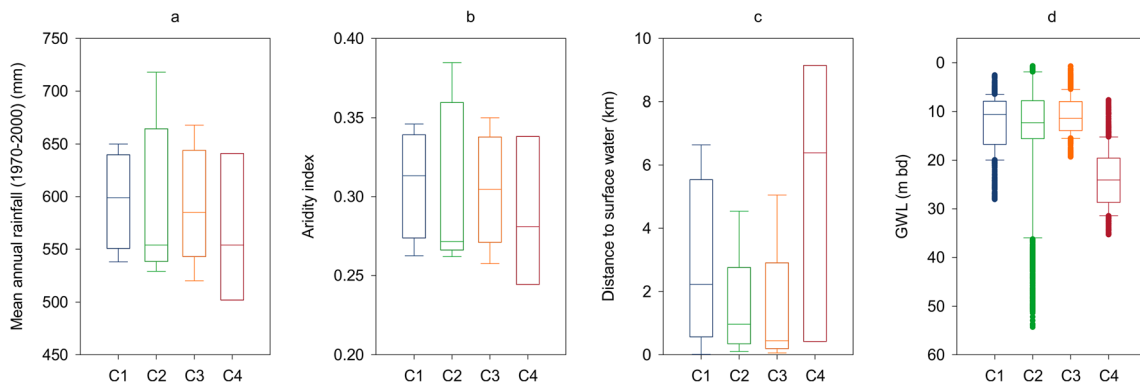 a
Mean annual rainfall (1970-2000) (mm)
750
700
650
600
550
500
450
C1 C2 C3 C4
b
Aridity index
0.40
0.35
0.30
0.25
0.20
C1 C2 C3 C4
c
Distance to surface water (km)
10
8
6
4
2
0
C1 C2 C3 C4
d
GWL (m bd)
0
10
20
30
40
50
60
C1 C2 C3 C4